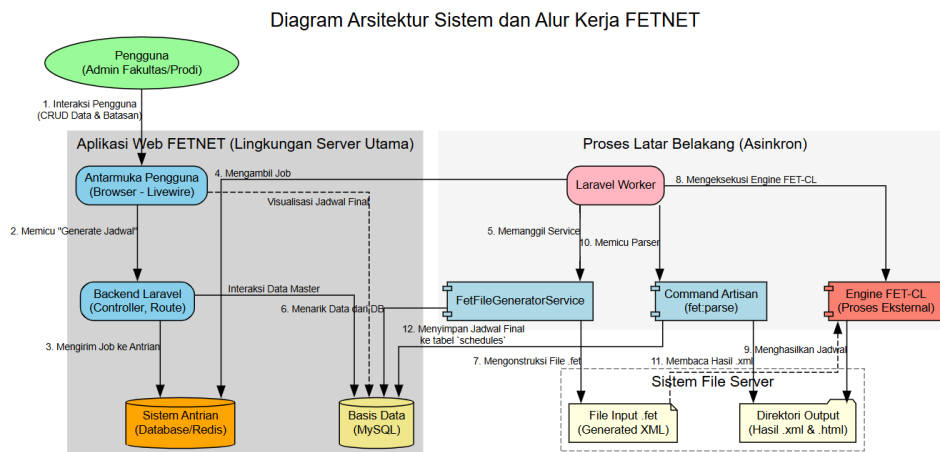 Diagram Arsitektur Sistem dan Alur Kerja FETNET
Pengguna
(Admin Fakultas/Prodi)
1. Interaksi Pengguna
(CRUD Data & Batasan)
Aplikasi Web FETNET (Lingkungan Server Utama)
Proses Latar Belakang (Asinkron)
Antarmuka Pengguna
(Browser - Livewire)
4. Mengambil Job
Visualisasi Jadwal Final
Laravel Worker
8. Mengeksekusi Engine FET-CL
2. Memicu "Generate Jadwal"
5. Memanggil Service
10. Memicu Parser
Backend Laravel
(Controller, Route)
Interaksi Data Master
6. Menarik Data dari DB
FetFileGeneratorService
Command Artisan
(fet:parse)
Engine FET-CL
(Proses Eksternal)
3. Mengirim Job ke Antrian
12. Menyimpan Jadwal Final
ke tabel `schedules`
7. Mengonstruksi File .fet
11. Membaca Hasil .xml
9. Menghasilkan Jadwal
Sistem File Server
Sistem Antrian
(Database/Redis)
Basis Data
(MySQL)
File Input .fet
(Generated XML)
Direktori Output
(Hasil .xml & .html)